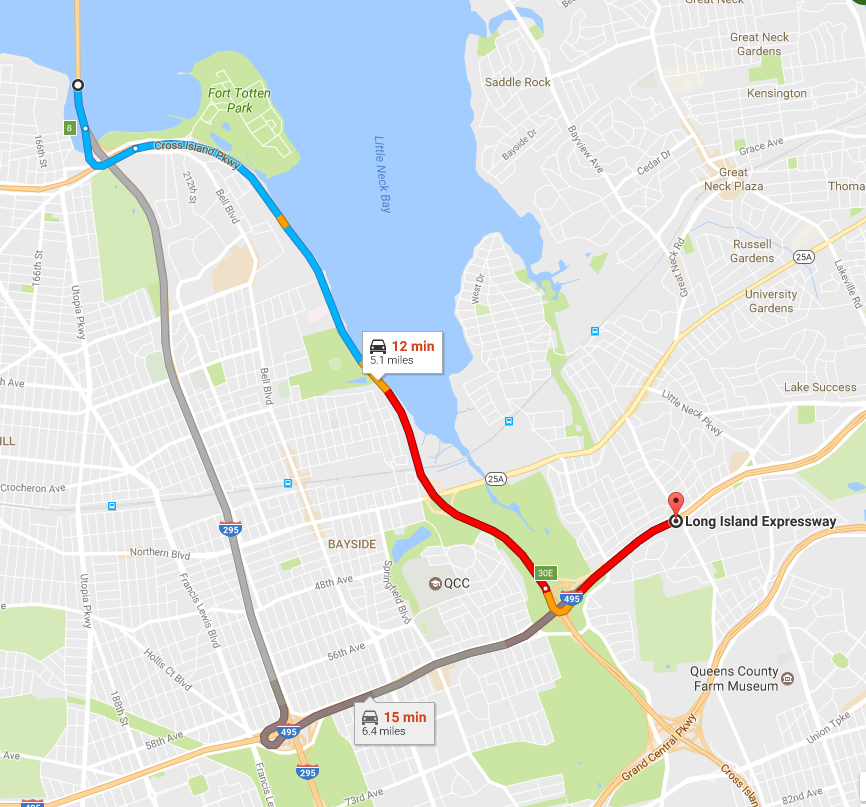 Great Neck
Great Neck
Gardens
Saddle Rock
Kensington
Fort Totten
Park
8
166th St
Cross Island Pkwy
Little Neck Bay
Bayside Dr
Bayview Ave
Cedar Dr
Grace Ave
Great
Neck Plaza
Thoma
212th St
Bell Blvd
166th St
Utopia Pkwy
West Dr
Great Neck Rd
Russell
Gardens
25A
Lakeville Rd
University
Gardens
12 min
5.1 miles
h Ave
Bell Blvd
Little Neck Pkwy
Lake Success
ILL
Crocheron Ave
25A
295
Long Island Expressway
BAYSIDE
Northern Blvd
Utopia Pkwy
Francis Lewis Blvd
48th Ave
Springfield Blvd
QCC
30E
495
56th Ave
Hollis Ct Blvd
188th St
Queens County
Farm Museum
15 min
6.4 miles
58th Ave
495
295
Grand Central Pkwy
Union Tpke
Cross Islan
Francis L
73rd Ave
82nd Ave
h Ave
495